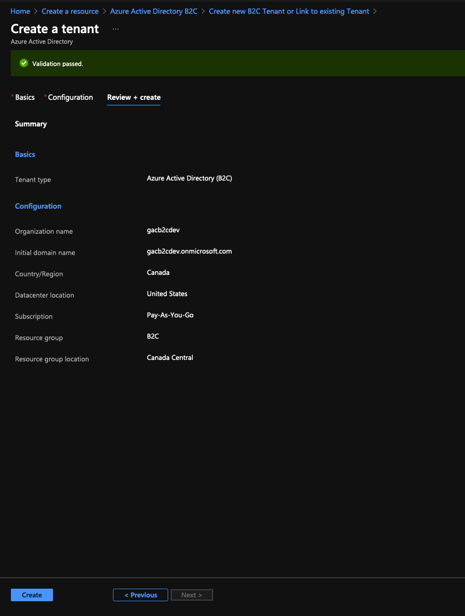 Home > Create a resource > Azure Active Directory B2C > Create new B2C Tenant or Link to existing Tenant >
Create a tenant ...
Azure Active Directory
Validation passed.
* Basics * Configuration Review + create
Summary
Basics
Tenant type Azure Active Directory (B2C)
Configuration
Organization name gacb2cdev
Initial domain name gacb2cdev.onmicrosoft.com
Country/Region Canada
Datacenter location United States
Subscription Pay-As-You-Go
Resource group B2C
Resource group location Canada Central
Create < Previous Next >